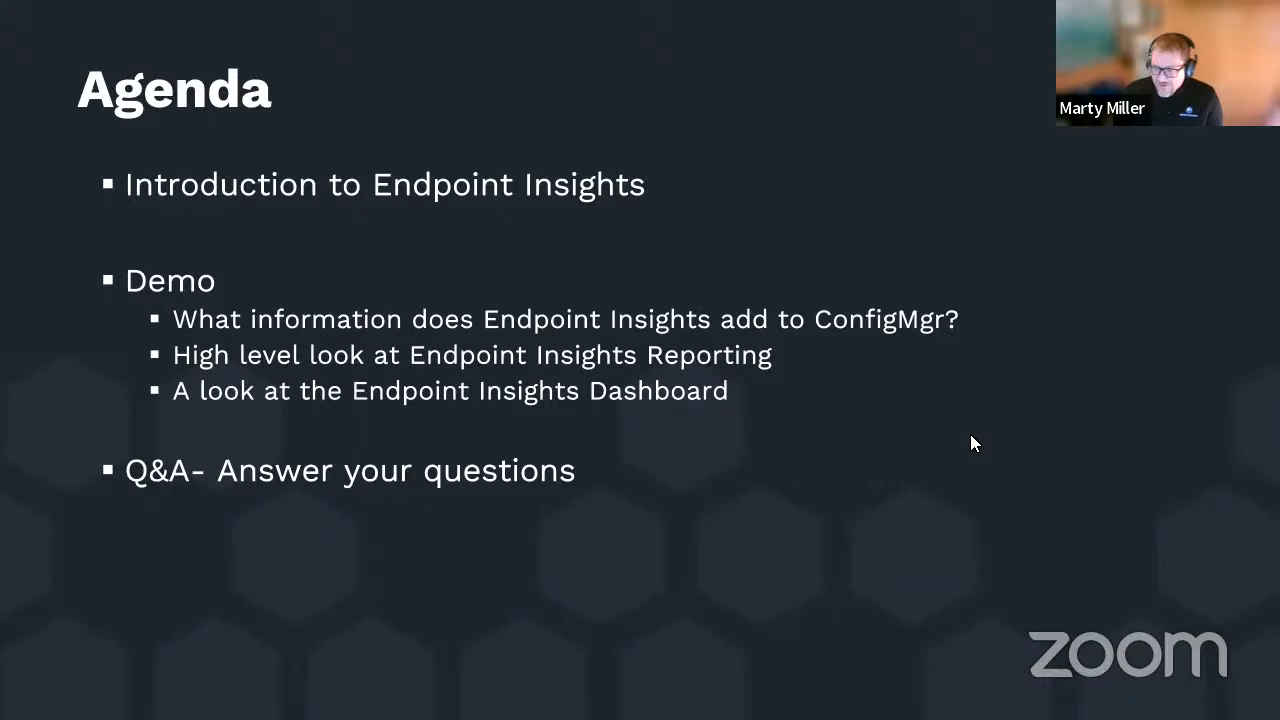 Agenda
Marty Miller
▪ Introduction to Endpoint Insights
▪ Demo
▪ What information does Endpoint Insights add to ConfigMgr?
▪ High level look at Endpoint Insights Reporting
▪ A look at the Endpoint Insights Dashboard
▪ Q&A- Answer your questions
zoom